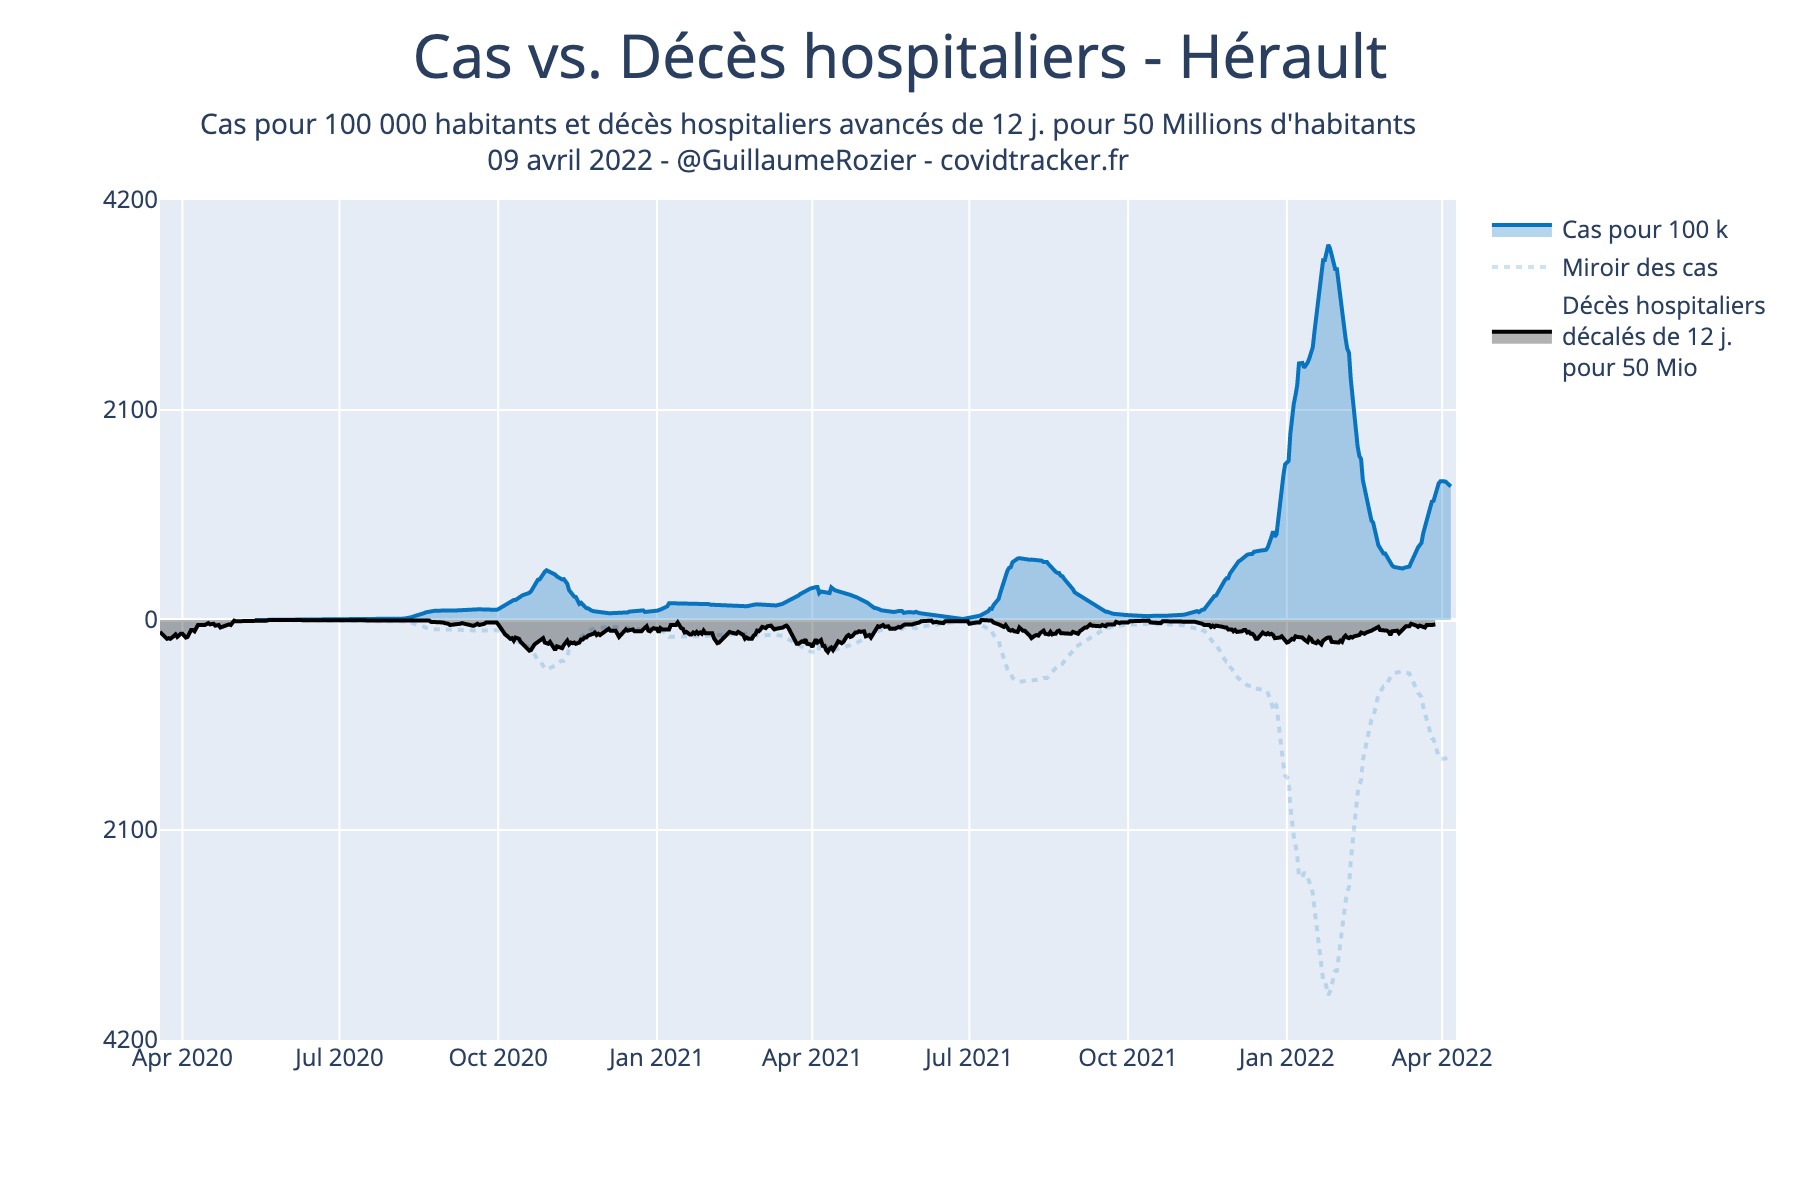 Cas vs. Décès hospitaliers - Hérault
Cas pour 100 000 habitants et décès hospitaliers avancés de 12 j. pour 50 Millions d'habitants
09 avril 2022 - @GuillaumeRozier - covidtracker.fr
4200
2100
0
2100
4200
Apr 2020
Jul 2020
Oct 2020
Jan 2021
Apr 2021
Jul 2021
Oct 2021
Jan 2022
Apr 2022
Cas pour 100 k
Miroir des cas
Décès hospitaliers
décalés de 12 j.
pour 50 Mio